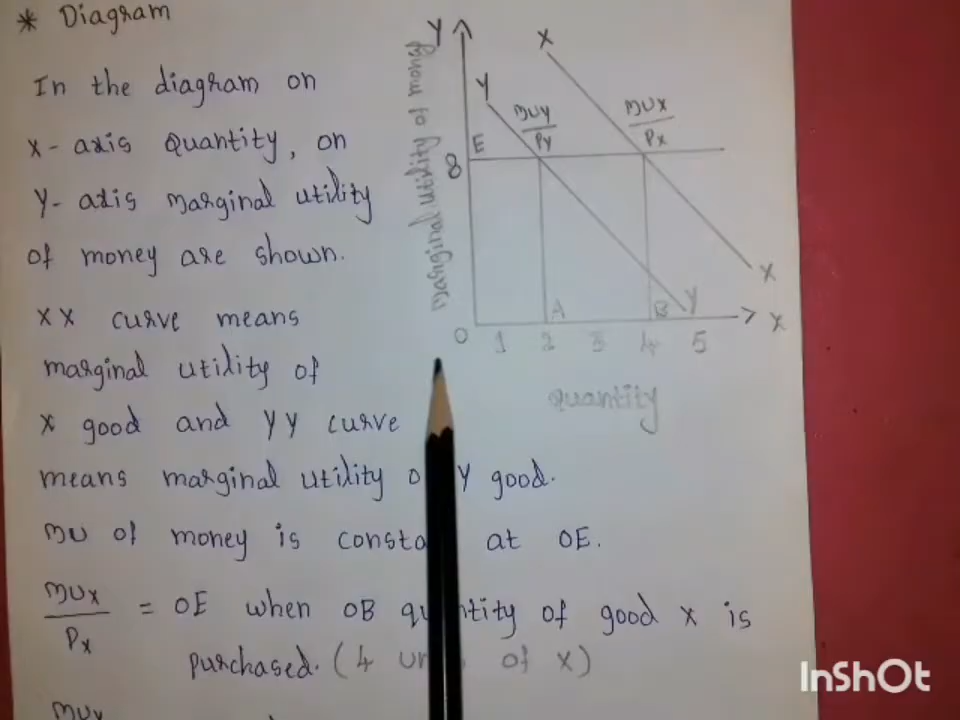 * Diagram
In the diagram on
X-axis Quantity, on
Y-axis marginal utility
of money are shown.
XX curve means
marginal utility of
X good and YY curve
means marginal utility o Y good.
MU of money is consta at OE.
MUx
Px
= OE when OB qu ntity of good X is
purchased. (4 un of X)
MUY
Y
X
Y
MUY
PY
MUX
PX
E
8
Marginal utility of money
A
B
Y
X
X
0 1 2 3 4 5
Quantity
InShOt